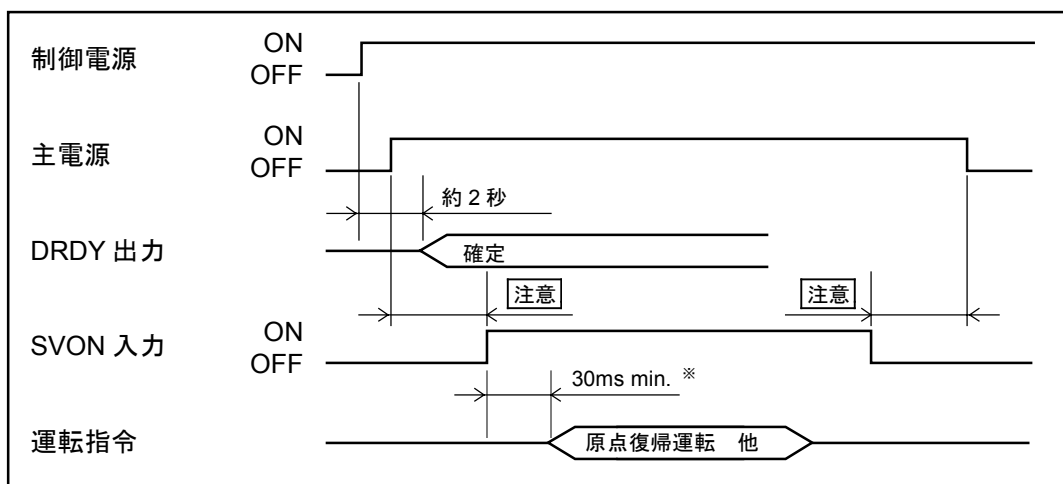 制御電源 ON
OFF
主電源 ON
OFF
約2秒
DRDY 出力 確定
注意 注意
SVON 入力 ON
OFF
30ms min. ※
運転指令 原点復帰運転 他